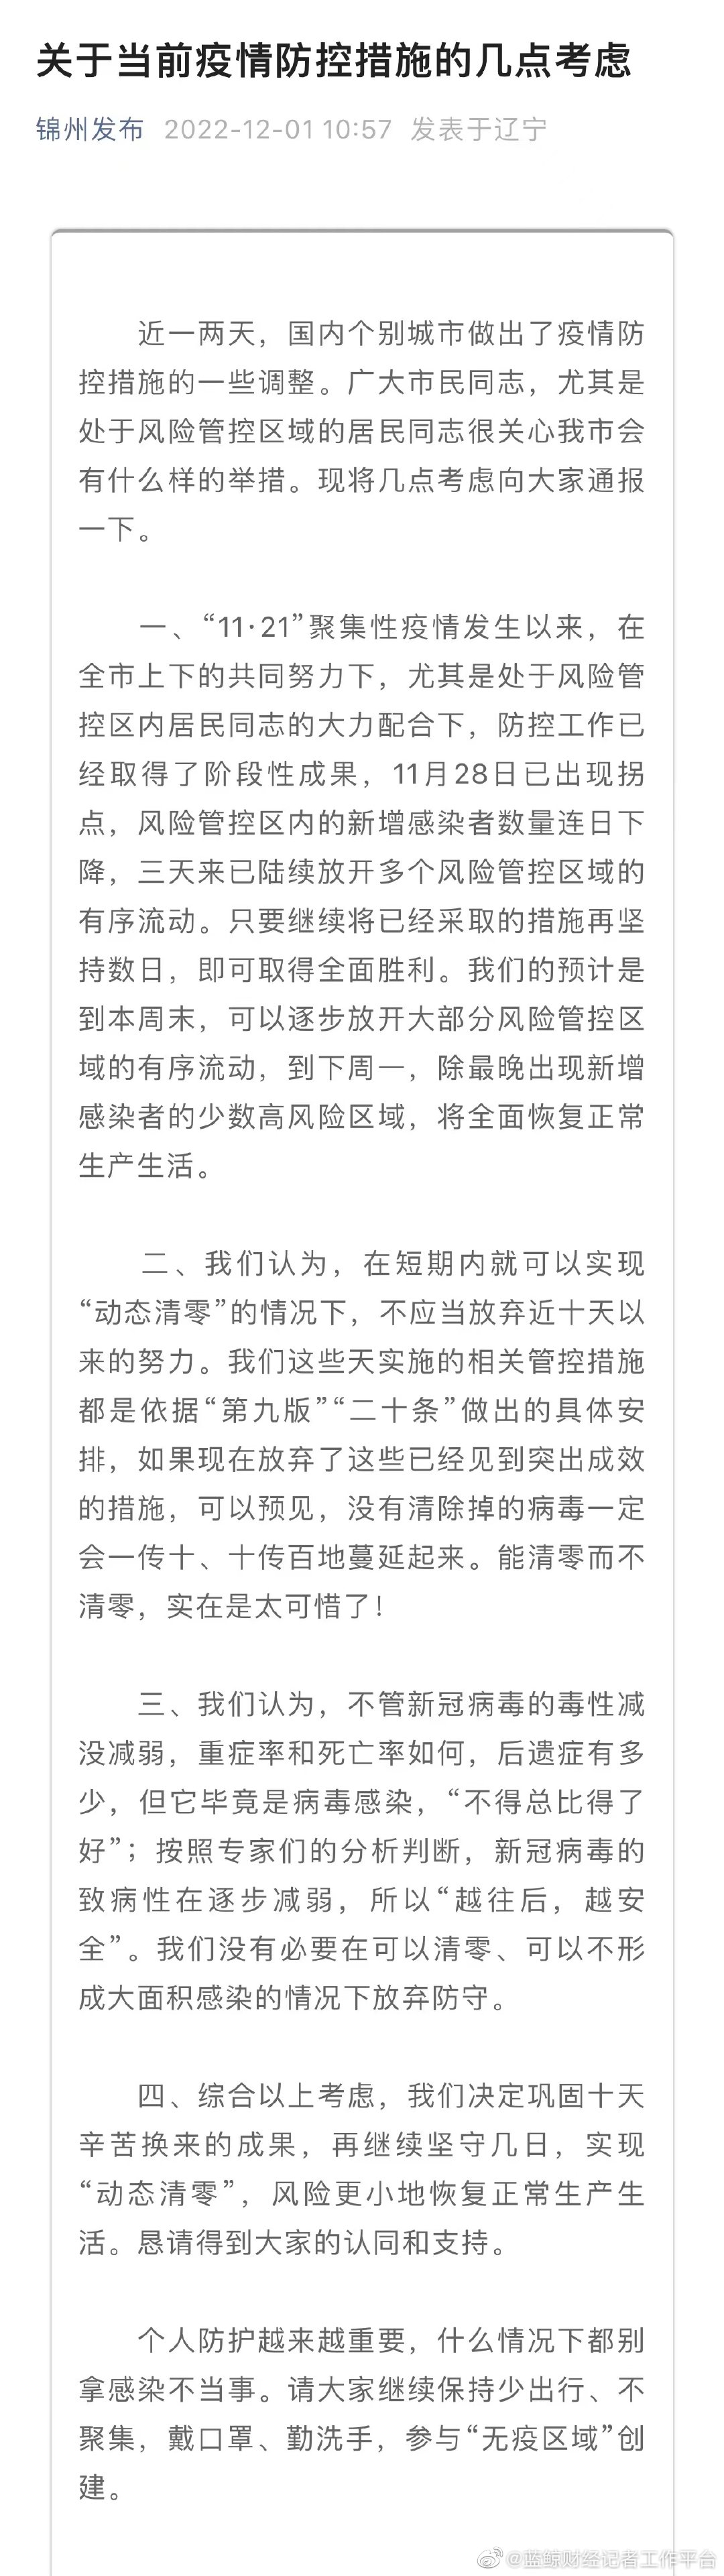 关于当前疫情防控措施的几点考虑
锦州发布 2022-12-01 10:57 发表于辽宁
近一两天，国内个别城市做出了疫情防
控措施的一些调整。广大市民同志，尤其是
处于风险管控区域的居民同志很关心我市会
有什么样的举措。现将几点考虑向大家通报
一下。
一、“11·21”聚集性疫情发生以来，在
全市上下的共同努力下，尤其是处于风险管
控区内居民同志的大力配合下，防控工作已
经取得了阶段性成果，11月28日已出现拐
点，风险管控区内的新增感染者数量连日下
降，三天来已陆续放开多个风险管控区域的
有序流动。只要继续将已经采取的措施再坚
持数日，即可取得全面胜利。我们的预计是
到本周末，可以逐步放开大部分风险管控区
域的有序流动，到下周一，除最晚出现新增
感染者的少数高风险区域，将全面恢复正常
生产生活。
二、我们认为，在短期内就可以实现
“动态清零”的情况下，不应当放弃近十天以
来的努力。我们这些天实施的相关管控措施
都是依据“第九版”“二十条”做出的具体安
排，如果现在放弃了这些已经见到突出成效
的措施，可以预见，没有清除掉的病毒一定
会一传十、十传百地蔓延起来。能清零而不
清零，实在是太可惜了！
三、我们认为，不管新冠病毒的毒性减
没减弱，重症率和死亡率如何，后遗症有多
少，但它毕竟是病毒感染，“不得总比得了
好”；按照专家们的分析判断，新冠病毒的
致病性在逐步减弱，所以“越往后，越安
全”。我们没有必要在可以清零、可以不形
成大面积感染的情况下放弃防守。
四、综合以上考虑，我们决定巩固十天
辛苦换来的成果，再继续坚守几日，实现
“动态清零”，风险更小地恢复正常生产生
活。恳请得到大家的认同和支持。
个人防护越来越重要，什么情况下都别
拿感染不当事。请大家继续保持少出行、不
聚集，戴口罩、勤洗手，参与“无疫区域”创
建。
@蓝鲸财经记者工作平台